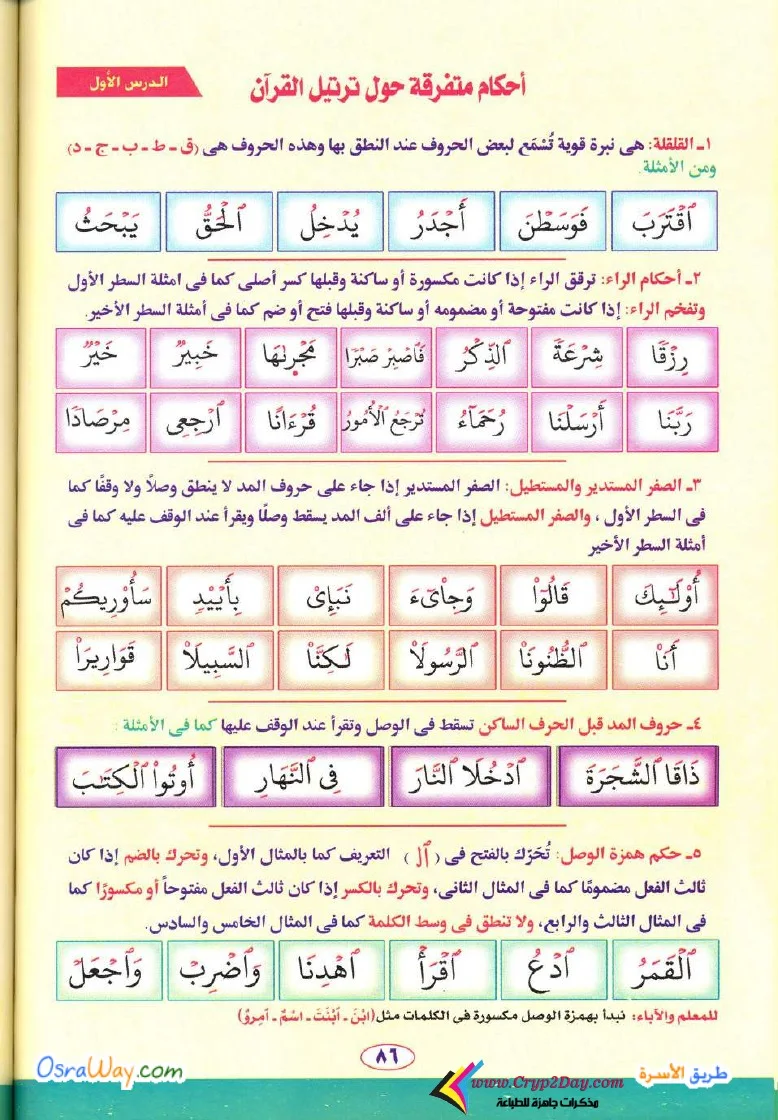 الدرس الأول
أحكام متفرقة حول ترتيل القرآن
١ـ القلقلة: هى نبرة قوية تُسْمَع لبعض الحروف عند النطق بها وهذه الحروف هى (ق - ط - ب - ج - د)
ومن الأمثلة.
ٱقْتَرَبَ فَوَسَطْنَ أَجْدَرُ يُدْخِلُ ٱلْحَقُّ يَبْحَثُ
٢ـ أحكام الراء: ترقق الراء إذا كانت مكسورة أو ساكنة وقبلها كسر أصلى كما فى امثلة السطر الأول
وتفخم الراء: إذا كانت مفتوحة أو مضمومه أو ساكنة وقبلها فتح أو ضم كما فى أمثلة السطر الأخير.
رِزْقًا شِرْعَةً ٱلذِّكْرُ فَٱصْبِرْ صَبْرًا مَجْر۪ىٰهَا خَبِيرٌ خَيْرٌ
رَبَّنَا أَرْسَلْنَا رُحَمَآءُ تُرْجَعُ ٱلْأُمُورُ قُرْءَانًا ٱرْجِعِى مِرْصَادًا
٣ـ الصفر المستدير والمستطيل: الصفر المستدير إذا جاء على حروف المد لا ينطق وصلاً ولا وقفًا كما
فى السطر الأول ، والصفر المستطيل إذا جاء على ألف المد يسقط وصلًا ويقرأ عند الوقف عليه كما فى
أمثلة السطر الأخير
أُو۟لَـٰٓئِكَ قَالُوا۟ وَجِا۟ىٓءَ نَبَإِى۟ بِأَيْي۟دٍ سَأُو۟رِيكُمْ
أَنَا۠ ٱلظُّنُونَا۠ ٱلرَّسُولَا۠ لَّـٰكِنَّا۠ ٱلسَّبِيلَا۠ قَوَارِيرَا۠
٤ـ حروف المد قبل الحرف الساكن تسقط فى الوصل وتقرأ عند الوقف عليها كما فى الأمثلة :
ذَاقَا ٱلشَّجَرَةَ ٱدْخُلَا ٱلنَّارَ فِى ٱلنَّهَارِ أُوتُوا۟ ٱلْكِتَـٰبَ
٥ـ حكم همزة الوصل: تُحَرّك بالفتح فى (ٱلْ) التعريف كما بالمثال الأول، وتحرك بالضم إذا كان
ثالث الفعل مضمومًا كما فى المثال الثانى، وتحرك بالكسر إذا كان ثالث الفعل مفتوحاً أو مكسورًا كما
فى المثال الثالث والرابع، ولا تنطق فى وسط الكلمة كما فى المثال الخامس والسادس.
ٱلْقَمَرُ ٱدْعُ ٱقْرَأْ ٱهْدِنَا وَٱضْرِبْ وَٱجْعَلْ
للمعلم والآباء: نبدأ بهمزة الوصل مكسورة فى الكلمات مثل (ابْنَ - ابْنَتَ - اسْمُ - امِرؤ)
٨٦
OsraWay.com
www.Cryp2Day.com
مذكرات جاهزة للطباعة
طريق الأسرة